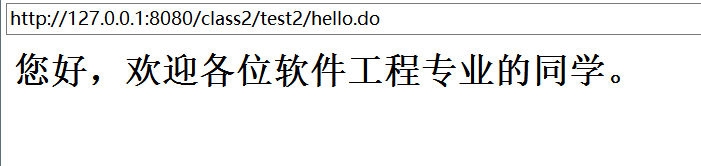 http://127.0.0.1:8080/class2/test2/hello.do
您好，欢迎各位软件工程专业的同学。